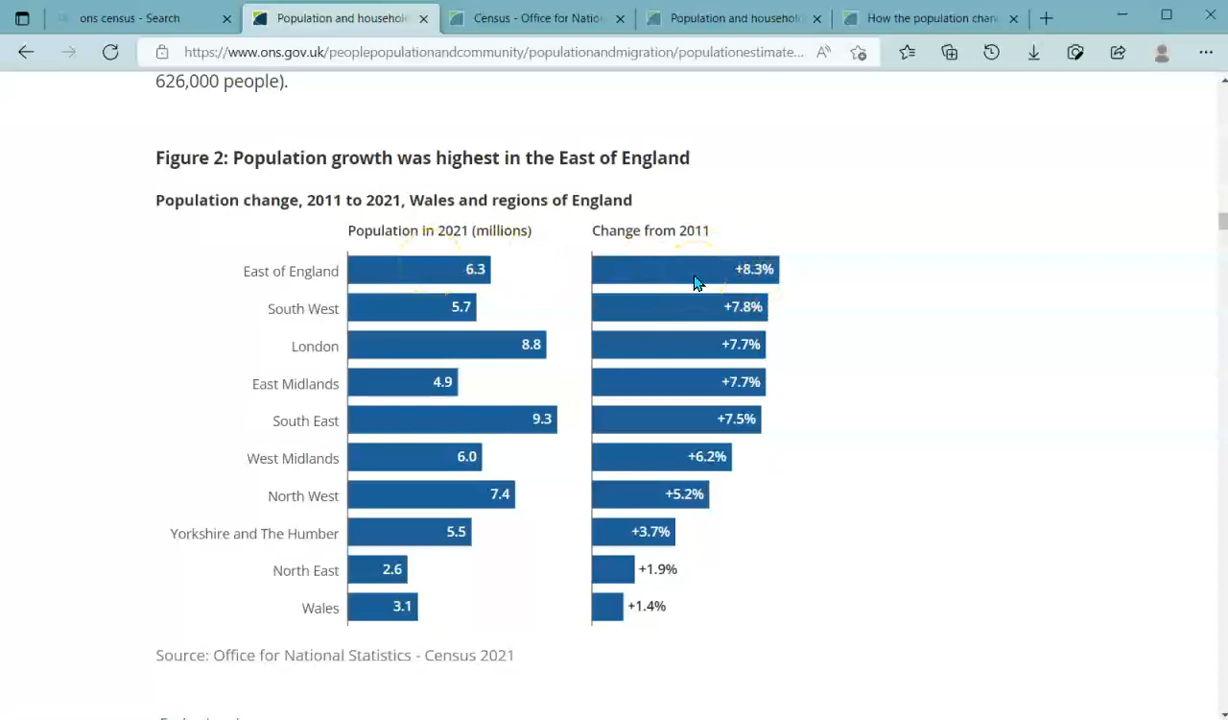 ons census - Search
Population and househol
Census - Office for Natio
Population and househol
How the population chan
https://www.ons.gov.uk/peoplepopulationandcommunity/populationandmigration/populationestimate...
626,000 people).
Figure 2: Population growth was highest in the East of England
Population change, 2011 to 2021, Wales and regions of England
Population in 2021 (millions) Change from 2011
East of England 6.3 +8.3%
South West 5.7 +7.8%
London 8.8 +7.7%
East Midlands 4.9 +7.7%
South East 9.3 +7.5%
West Midlands 6.0 +6.2%
North West 7.4 +5.2%
Yorkshire and The Humber 5.5 +3.7%
North East 2.6 +1.9%
Wales 3.1 +1.4%
Source: Office for National Statistics - Census 2021